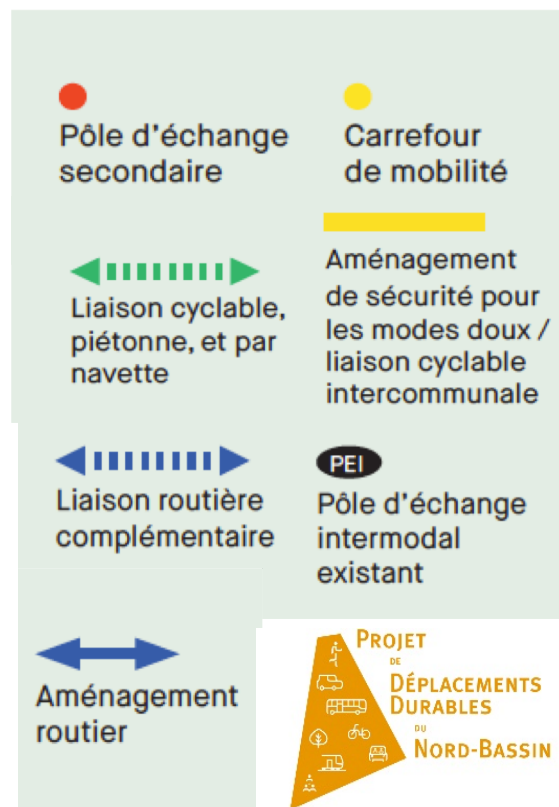 Pôle d'échange
secondaire
Carrefour
de mobilité
Liaison cyclable,
piétonne, et par
navette
Aménagement
de sécurité pour
les modes doux /
liaison cyclable
intercommunale
Liaison routière
complémentaire
PEI
Pôle d'échange
intermodal
existant
Aménagement
routier
PROJET
DE
DÉPLACEMENTS
DURABLES
DU
NORD-BASSIN